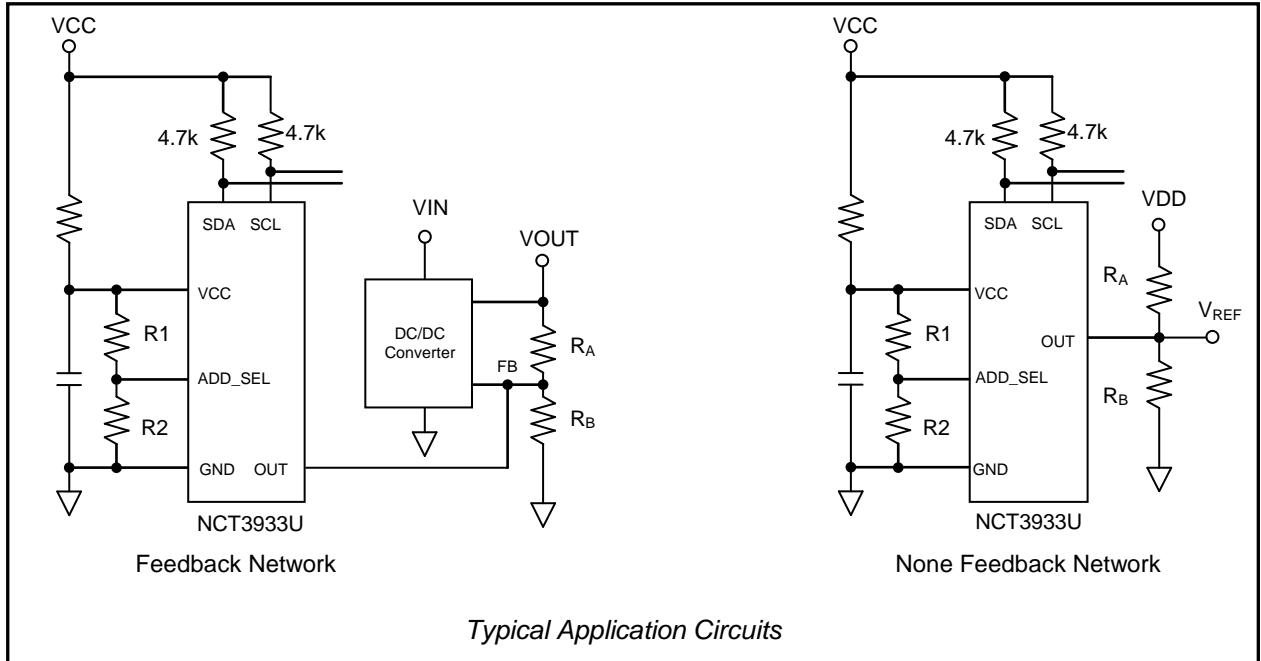 VCC
4.7k
4.7k
SDA
SCL
VIN
VOUT
VCC
R1
DC/DC
Converter
RA
FB
ADD_SEL
R2
RB
GND
OUT
NCT3933U
Feedback Network
VCC
4.7k
4.7k
SDA
SCL
VDD
VCC
RA
R1
OUT
VREF
ADD_SEL
RB
R2
GND
NCT3933U
None Feedback Network
Typical Application Circuits